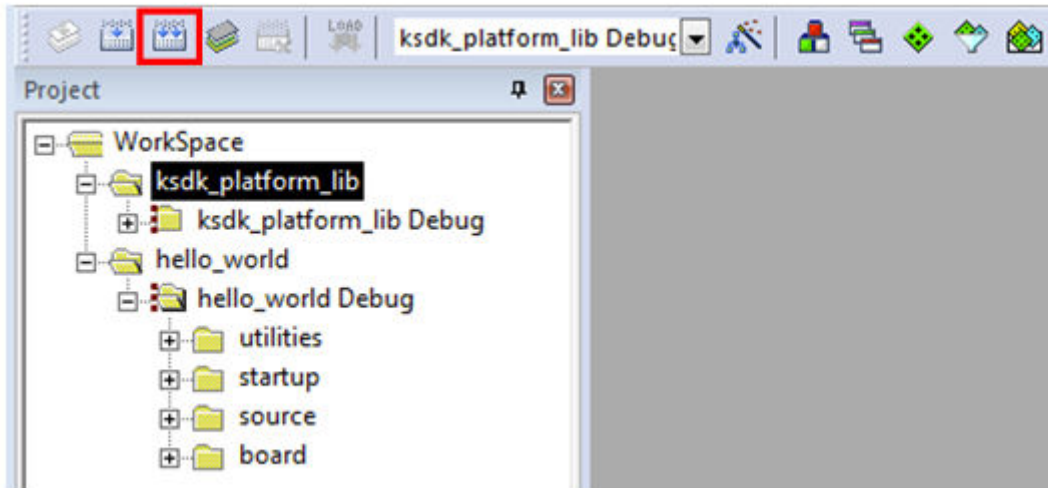 LOAD
ksdk_platform_lib Debug
Project
WorkSpace
ksdk_platform_lib
ksdk_platform_lib Debug
hello_world
hello_world Debug
utilities
startup
source
board